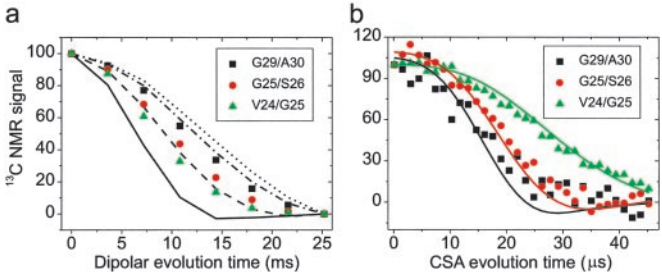 a
b
100
80
60
40
20
0
¹³C NMR signal
G29/A30
G25/S26
V24/G25
0
5
10
15
20
25
Dipolar evolution time (ms)
120
90
60
30
0
G29/A30
G25/S26
V24/G25
0
10
20
30
40
CSA evolution time (μs)